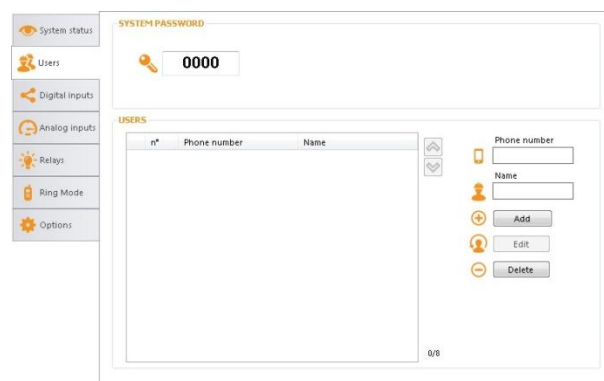 System status
Users
Digital inputs
Analog inputs
Relays
Ring Mode
Options
SYSTEM PASSWORD
0000
USERS
n° Phone number Name
Phone number
Name
Add
Edit
Delete
0/8